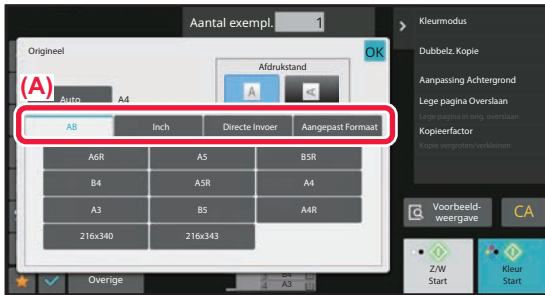 Aantal exempl. 1
Origineel
OK
Afdrukstand
A
A
(A)
Auto A4
AB Inch Directe Invoer Aangepast Formaat
A6R A5 B5R
B4 A5R A4
A3 B5 A4R
216x340 216x343
Overige
4 A3
Kleurmodus
Dubbelz. Kopie
Aanpassing Achtergrond
Lege pagina Overslaan
Lege pagina in orig. overslaan
Kopieerfactor
Kopie vergroten/verkleinen
Voorbeeld-
weergave
CA
Z/W
Start
Kleur
Start